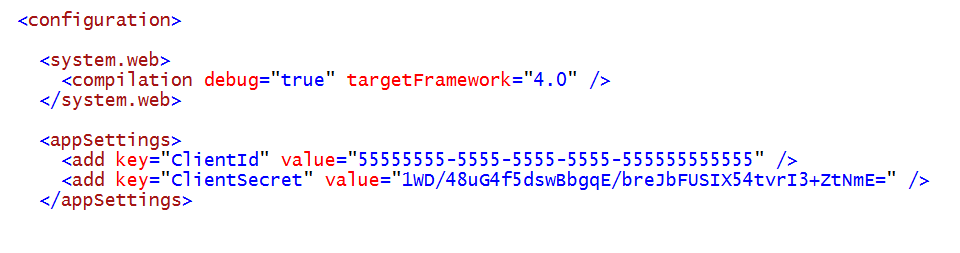 <configuration>
<system.web>
<compilation debug="true" targetFramework="4.0" />
</system.web>
<appSettings>
<add key="ClientId" value="55555555-5555-5555-5555-555555555555" />
<add key="ClientSecret" value="1WD/48uG4f5dswBbgqE/breJbFUSIX54tvrI3+ZtNmE=" />
</appSettings>